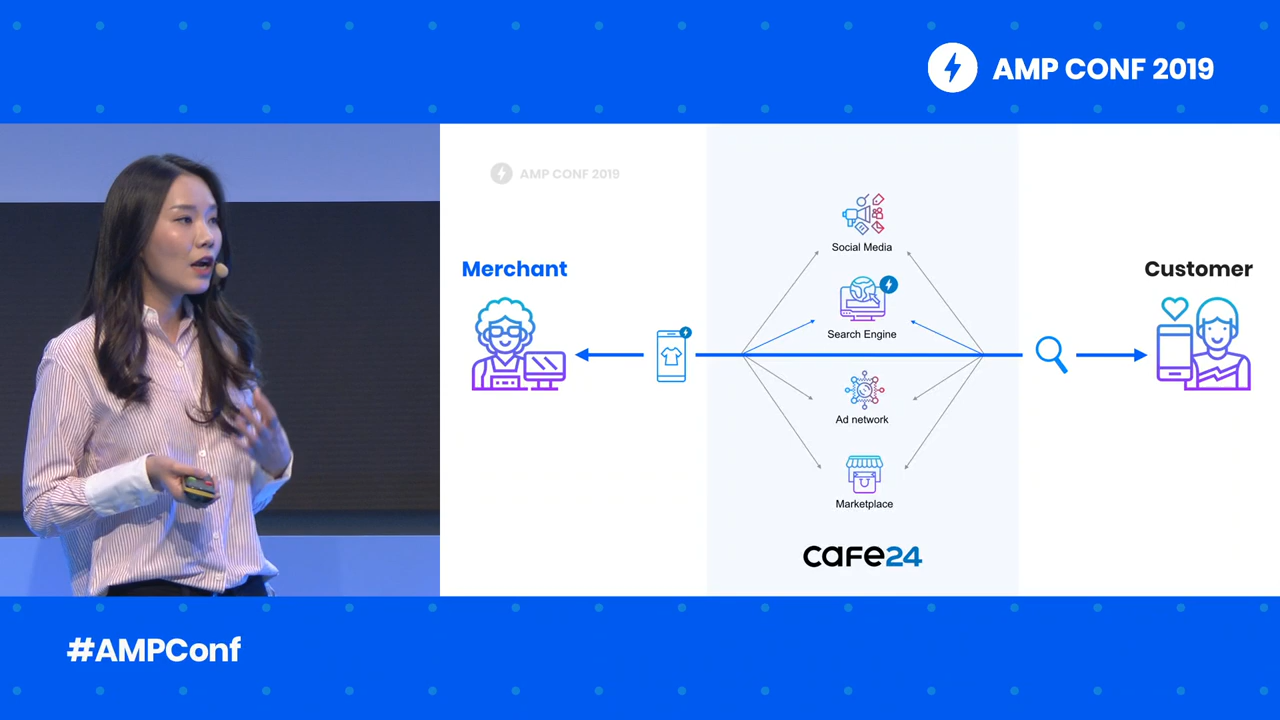 AMP CONF 2019
AMP CONF 2019
Social Media
Merchant
Customer
Search Engine
Ad network
Marketplace
CAFE24
#AMPConf